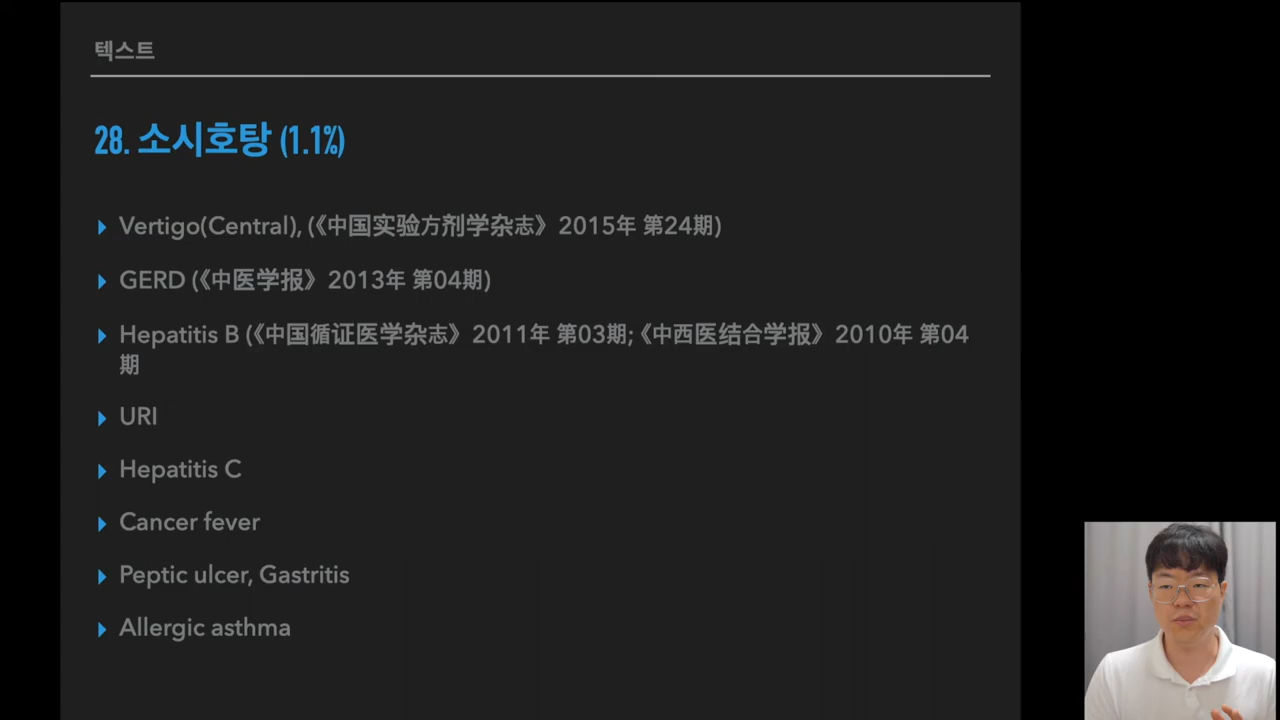 텍스트
28. 소시호탕 (1.1%)
Vertigo(Central), (《中国实验方剂学杂志》2015年 第24期)
GERD (《中医学报》2013年 第04期)
Hepatitis B (《中国循证医学杂志》2011年 第03期;《中西医结合学报》2010年 第04
期
URI
Hepatitis C
Cancer fever
Peptic ulcer, Gastritis
Allergic asthma